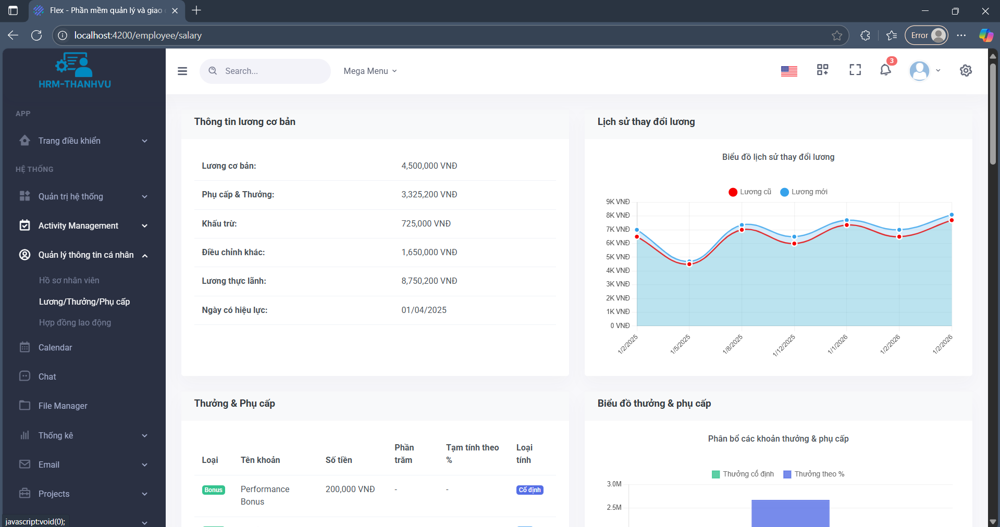 Flex - Phần mềm quản lý và giao
localhost:4200/employee/salary
Error
HRM-THANHVU
APP
Trang điều khiển
HỆ THỐNG
Quản trị hệ thống
Activity Management
Quản lý thông tin cá nhân
Hồ sơ nhân viên
Lương/Thưởng/Phụ cấp
Hợp đồng lao động
Calendar
Chat
File Manager
Thống kê
Email
Projects
javascript:void(0);
Search...
Mega Menu
3
Thông tin lương cơ bản
Lương cơ bản: 4,500,000 VNĐ
Phụ cấp & Thưởng: 3,325,200 VNĐ
Khấu trừ: 725,000 VNĐ
Điều chỉnh khác: 1,650,000 VNĐ
Lương thực lãnh: 8,750,200 VNĐ
Ngày có hiệu lực: 01/04/2025
Lịch sử thay đổi lương
Biểu đồ lịch sử thay đổi lương
Lương cũ Lương mới
9K VNĐ
8K VNĐ
7K VNĐ
6K VNĐ
5K VNĐ
4K VNĐ
3K VNĐ
2K VNĐ
1K VNĐ
0 VNĐ
1/2/2025 1/5/2025 1/8/2025 1/12/2025 1/1/2026 1/2/2026 1/2/2026
Thưởng & Phụ cấp
Loại Tên khoản Số tiền Phần trăm Tạm tính theo % Loại tính
Bonus Performance Bonus 200,000 VNĐ - - Cố định
Biểu đồ thưởng & phụ cấp
Phân bổ các khoản thưởng & phụ cấp
Thưởng cố định Thưởng theo %
3.0M
2.5M